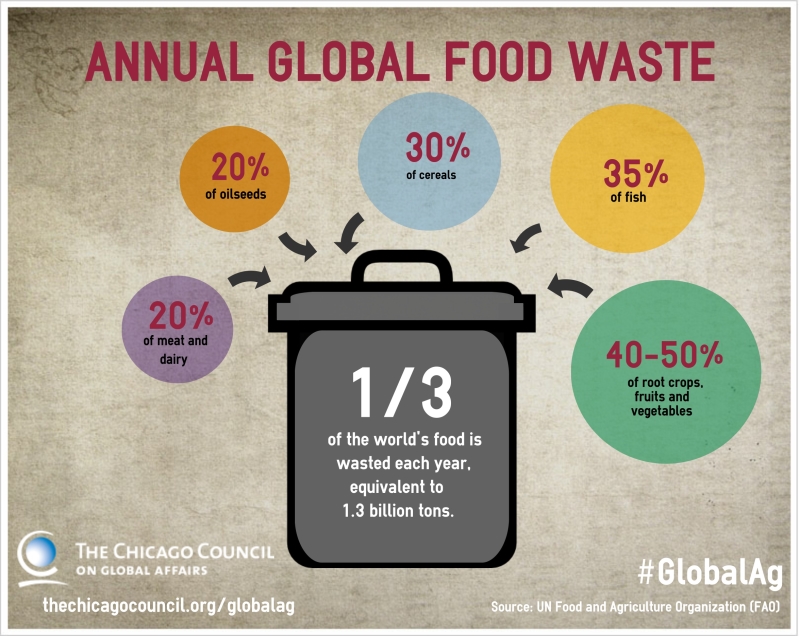 ANNUAL GLOBAL FOOD WASTE
20%
of oilseeds
30%
of cereals
35%
of fish
20%
of meat and
dairy
40-50%
of root crops,
fruits and
vegetables
1/3
of the world's food is
wasted each year,
equivalent to
1.3 billion tons.
THE CHICAGO COUNCIL
ON GLOBAL AFFAIRS
thechicagocouncil.org/globalag
#GlobalAg
Source: UN Food and Agriculture Organization (FAO)